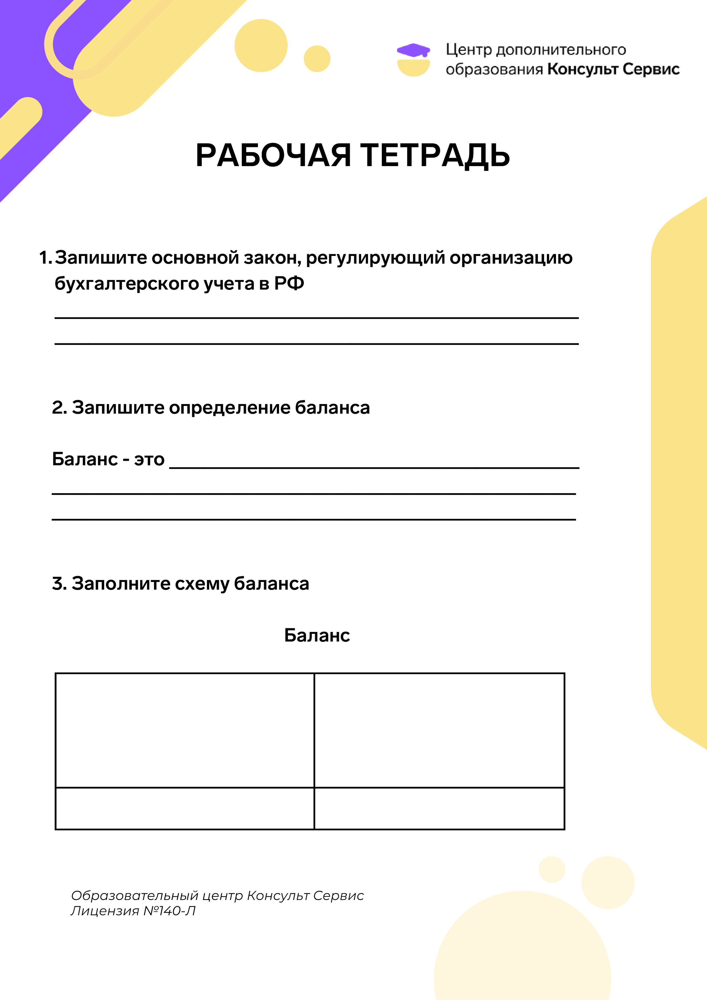 Центр дополнительного
образования Консульт Сервис
РАБОЧАЯ ТЕТРАДЬ
1. Запишите основной закон, регулирующий организацию
бухгалтерского учета в РФ
2. Запишите определение баланса
Баланс - это
3. Заполните схему баланса
Баланс
Образовательный центр Консульт Сервис
Лицензия №140-Л